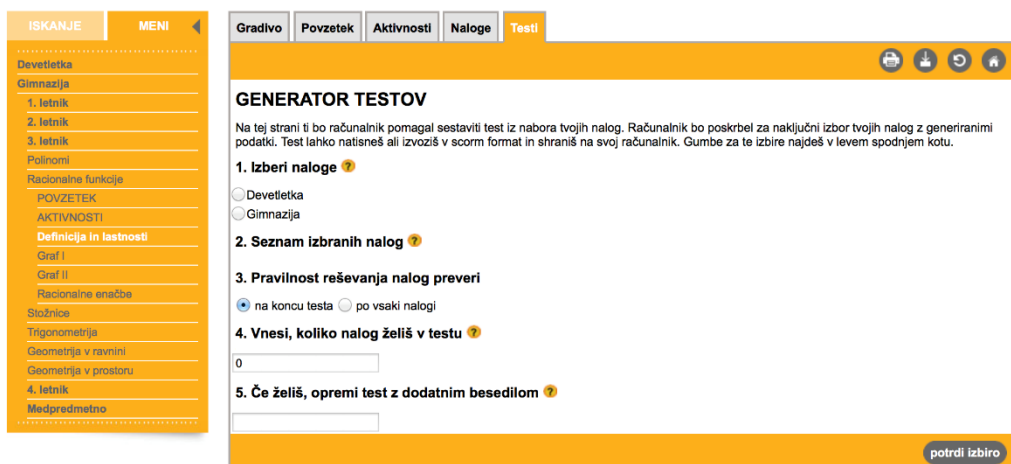 ISKANJE
MENI
Devetletka
Gimnazija
1. letnik
2. letnik
3. letnik
Polinomi
Racionalne funkcije
POVZETEK
AKTIVNOSTI
Definicija in lastnosti
Graf I
Graf II
Racionalne enačbe
Stožnice
Trigonometrija
Geometrija v ravnini
Geometrija v prostoru
4. letnik
Medpredmetno
Gradivo
Povzetek
Aktivnosti
Naloge
Testi
GENERATOR TESTOV
Na tej strani ti bo računalnik pomagal sestaviti test iz nabora tvojih nalog. Računalnik bo poskrbel za naključni izbor tvojih nalog z generiranimi
podatki. Test lahko natisneš ali izvoziš v scorm format in shraniš na svoj računalnik. Gumbe za te izbire najdeš v levem spodnjem kotu.
1. Izberi naloge ?
Devetletka
Gimnazija
2. Seznam izbranih nalog ?
3. Pravilnost reševanja nalog preveri
na koncu testa po vsaki nalogi
4. Vnesi, koliko nalog želiš v testu ?
0
5. Če želiš, opremi test z dodatnim besedilom ?
potrdi izbiro